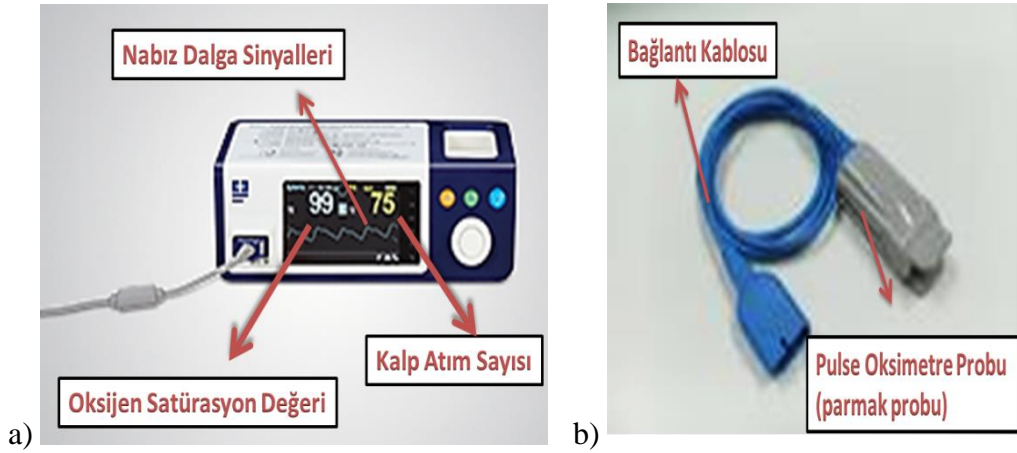 Nabız Dalga Sinyalleri
99
75
Kalp Atım Sayısı
Oksijen Satürasyon Değeri
a)
Bağlantı Kablosu
Pulse Oksimetre Probu
(parmak probu)
b)